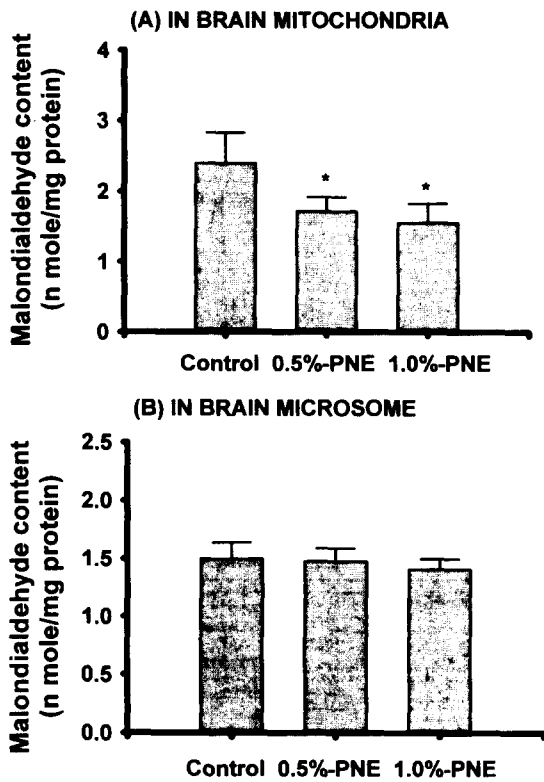 (A) IN BRAIN MITOCHONDRIA
Malondialdehyde content
(n mole/mg protein)
4
3
2
1
0
*
*
Control 0.5%-PNE 1.0%-PNE
(B) IN BRAIN MICROSOME
Malondialdehyde content
(n mole/mg protein)
2.5
2.0
1.5
1.0
0.5
0.0
Control 0.5%-PNE 1.0%-PNE